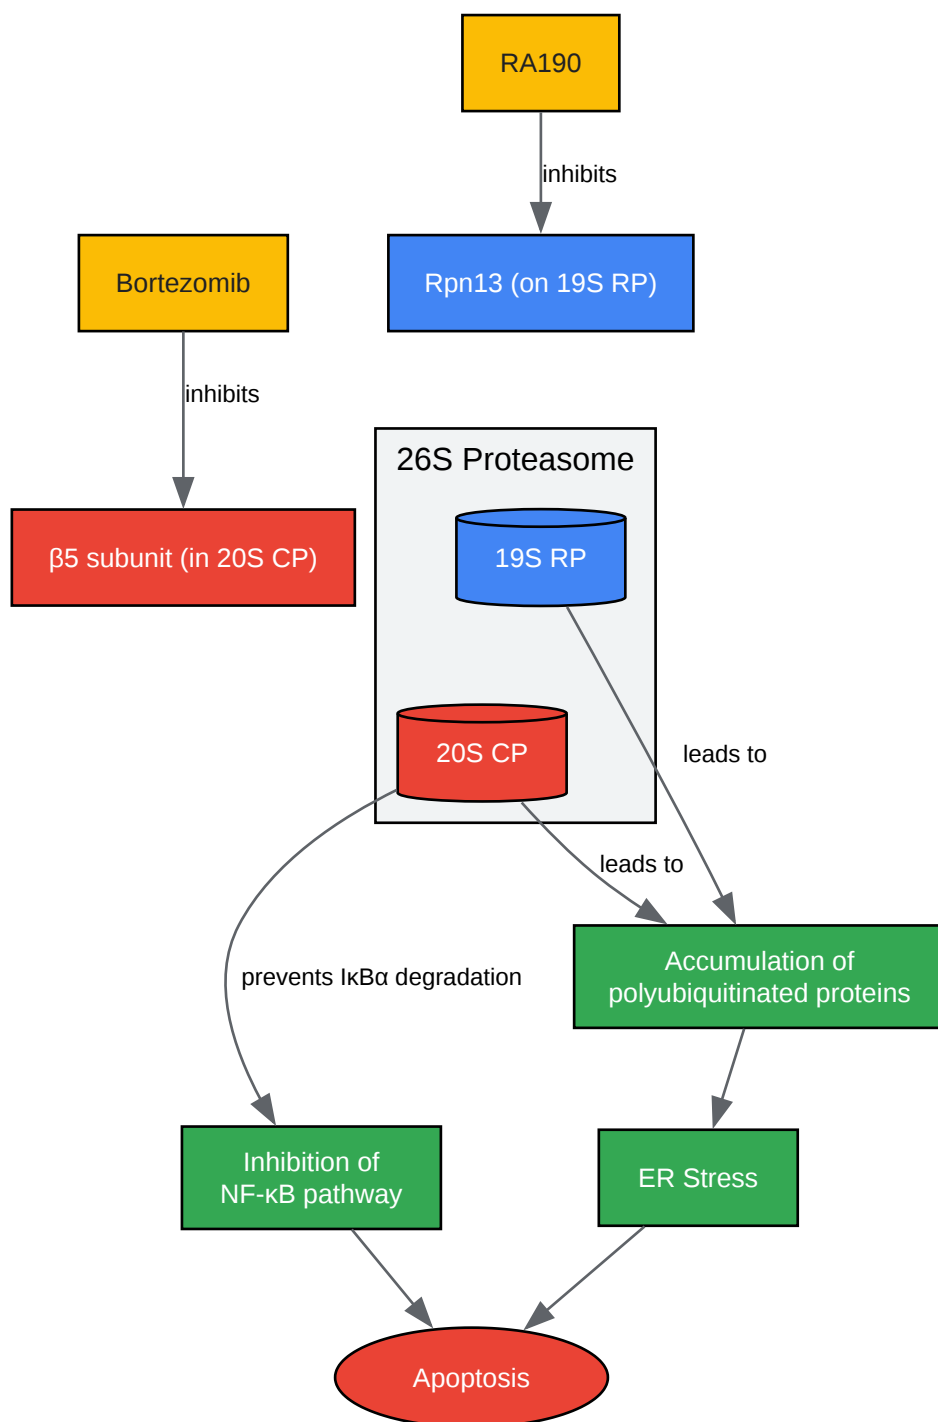 RA190
inhibits
Bortezomib
Rpn13 (on 19S RP)
inhibits
26S Proteasome
β5 subunit (in 20S CP)
19S RP
20S CP
leads to
leads to
prevents IκBα degradation
Accumulation of
polyubiquitinated proteins
Inhibition of
NF-κB pathway
ER Stress
Apoptosis